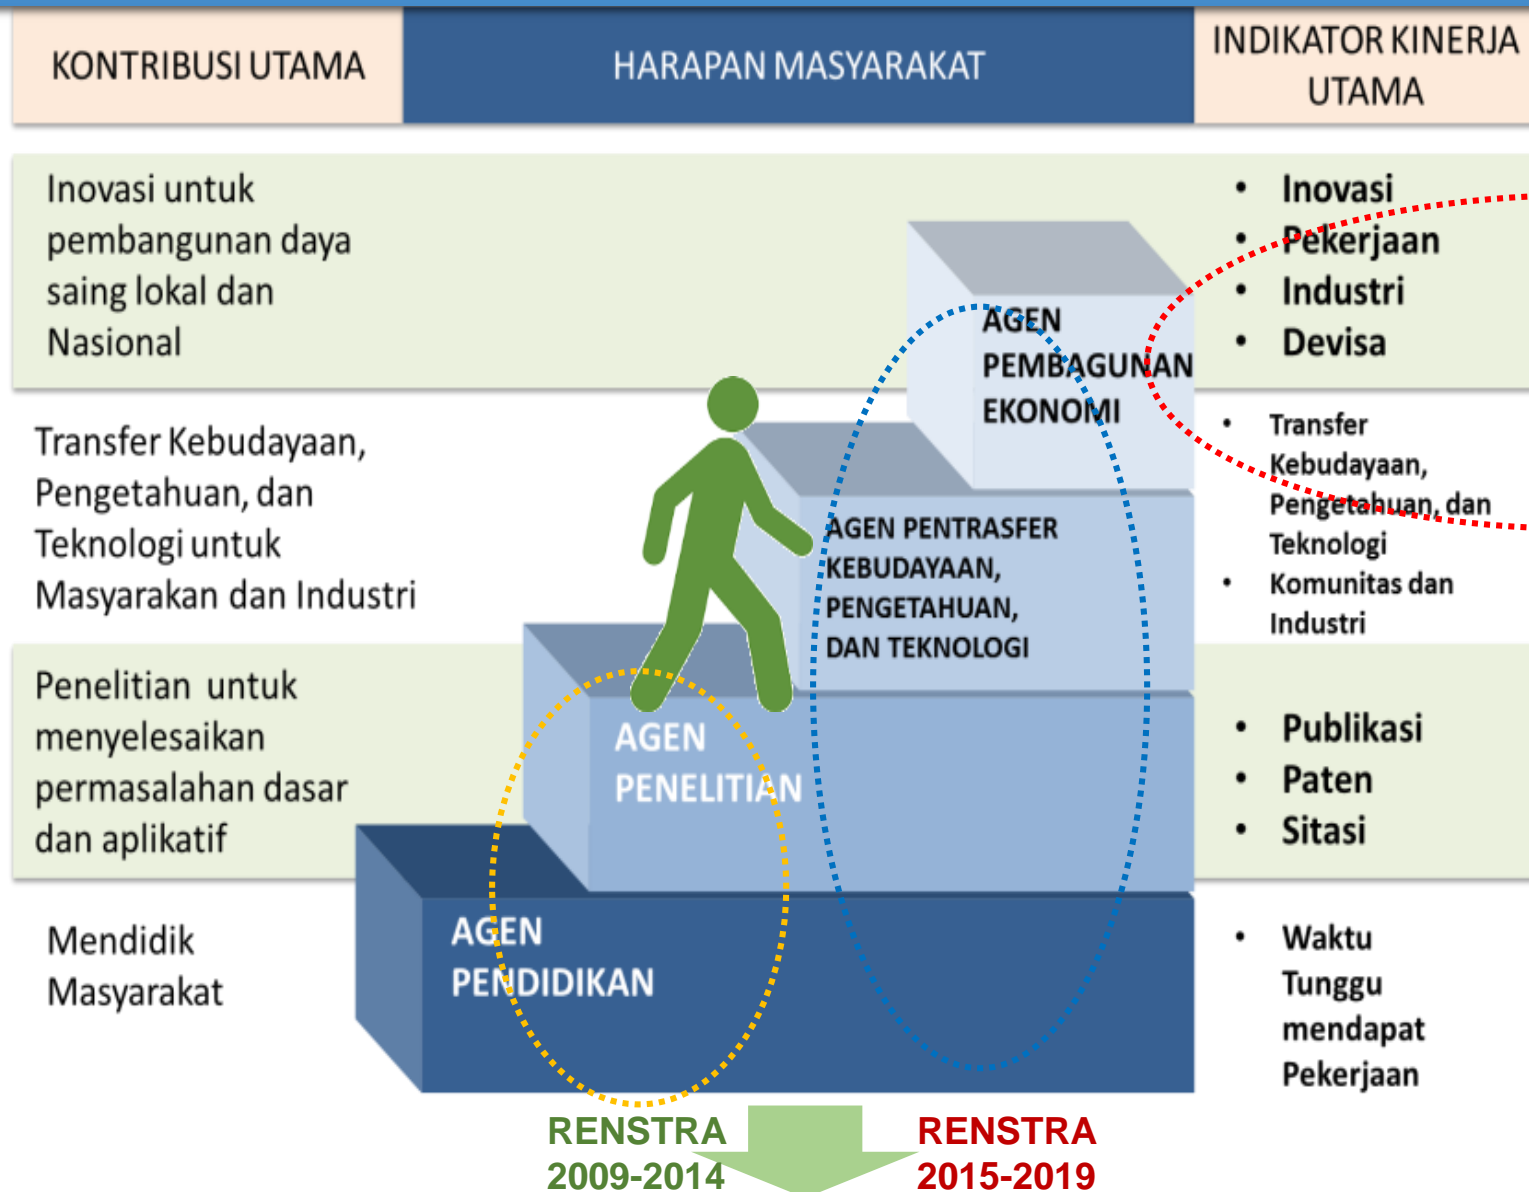 KONTRIBUSI UTAMA
HARAPAN MASYARAKAT
INDIKATOR KINERJA
UTAMA
Inovasi untuk
pembangunan daya
saing lokal dan
Nasional
AGEN
PEMBAGUNAN
EKONOMI
• Inovasi
• Pekerjaan
• Industri
• Devisa
Transfer Kebudayaan,
Pengetahuan, dan
Teknologi untuk
Masyarakan dan Industri
AGEN PENTRASFER
KEBUDAYAAN,
PENGETAHUAN,
DAN TEKNOLOGI
• Transfer
Kebudayaan,
Pengetahuan, dan
Teknologi
• Komunitas dan
Industri
Penelitian untuk
menyelesaikan
permasalahan dasar
dan aplikatif
AGEN
PENELITIAN
• Publikasi
• Paten
• Sitasi
Mendidik
Masyarakat
AGEN
PENDIDIKAN
• Waktu
Tunggu
mendapat
Pekerjaan
RENSTRA
2009-2014
RENSTRA
2015-2019